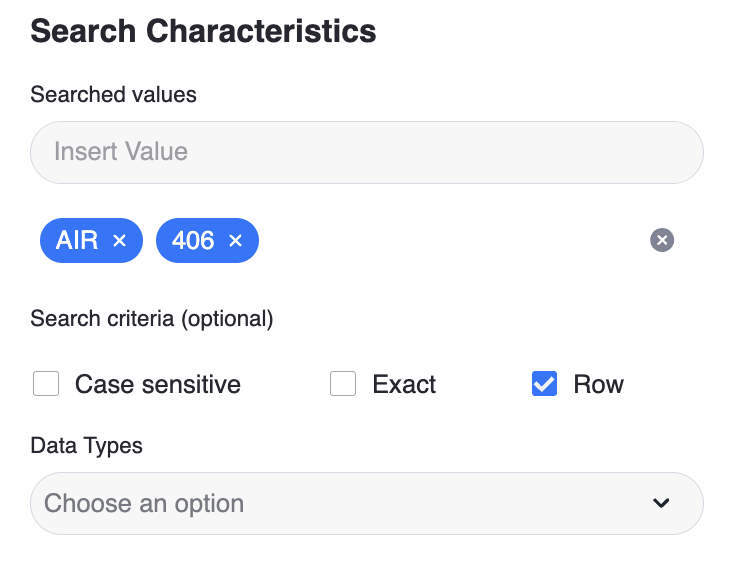 Search Characteristics
Searched values
Insert Value
AIR × 406 ×
Search criteria (optional)
Case sensitive Exact Row
Data Types
Choose an option